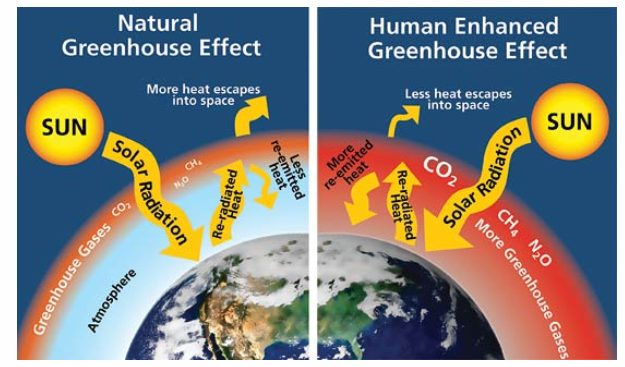 Natural
Greenhouse Effect
More heat escapes
into space
SUN
Solar Radiation
CH₄
N₂O
CO₂
Re-radiated
Heat
Less
re-emitted
heat
Greenhouse Gases
Atmosphere
Human Enhanced
Greenhouse Effect
Less heat escapes
into space
SUN
More
re-emitted
heat
Re-radiated
Heat
CO₂
Solar Radiation
CH₄ N₂O
More Greenhouse Gases